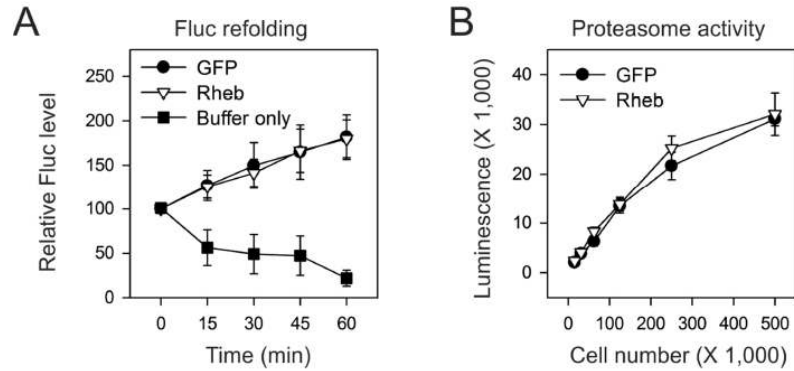 A
Fluc refolding
GFP
Rheb
Buffer only
Relative Fluc level
250
200
150
100
50
0
0 15 30 45 60
Time (min)
B
Proteasome activity
GFP
Rheb
Luminescence (X 1,000)
40
30
20
10
0
0 100 200 300 400 500
Cell number (X 1,000)